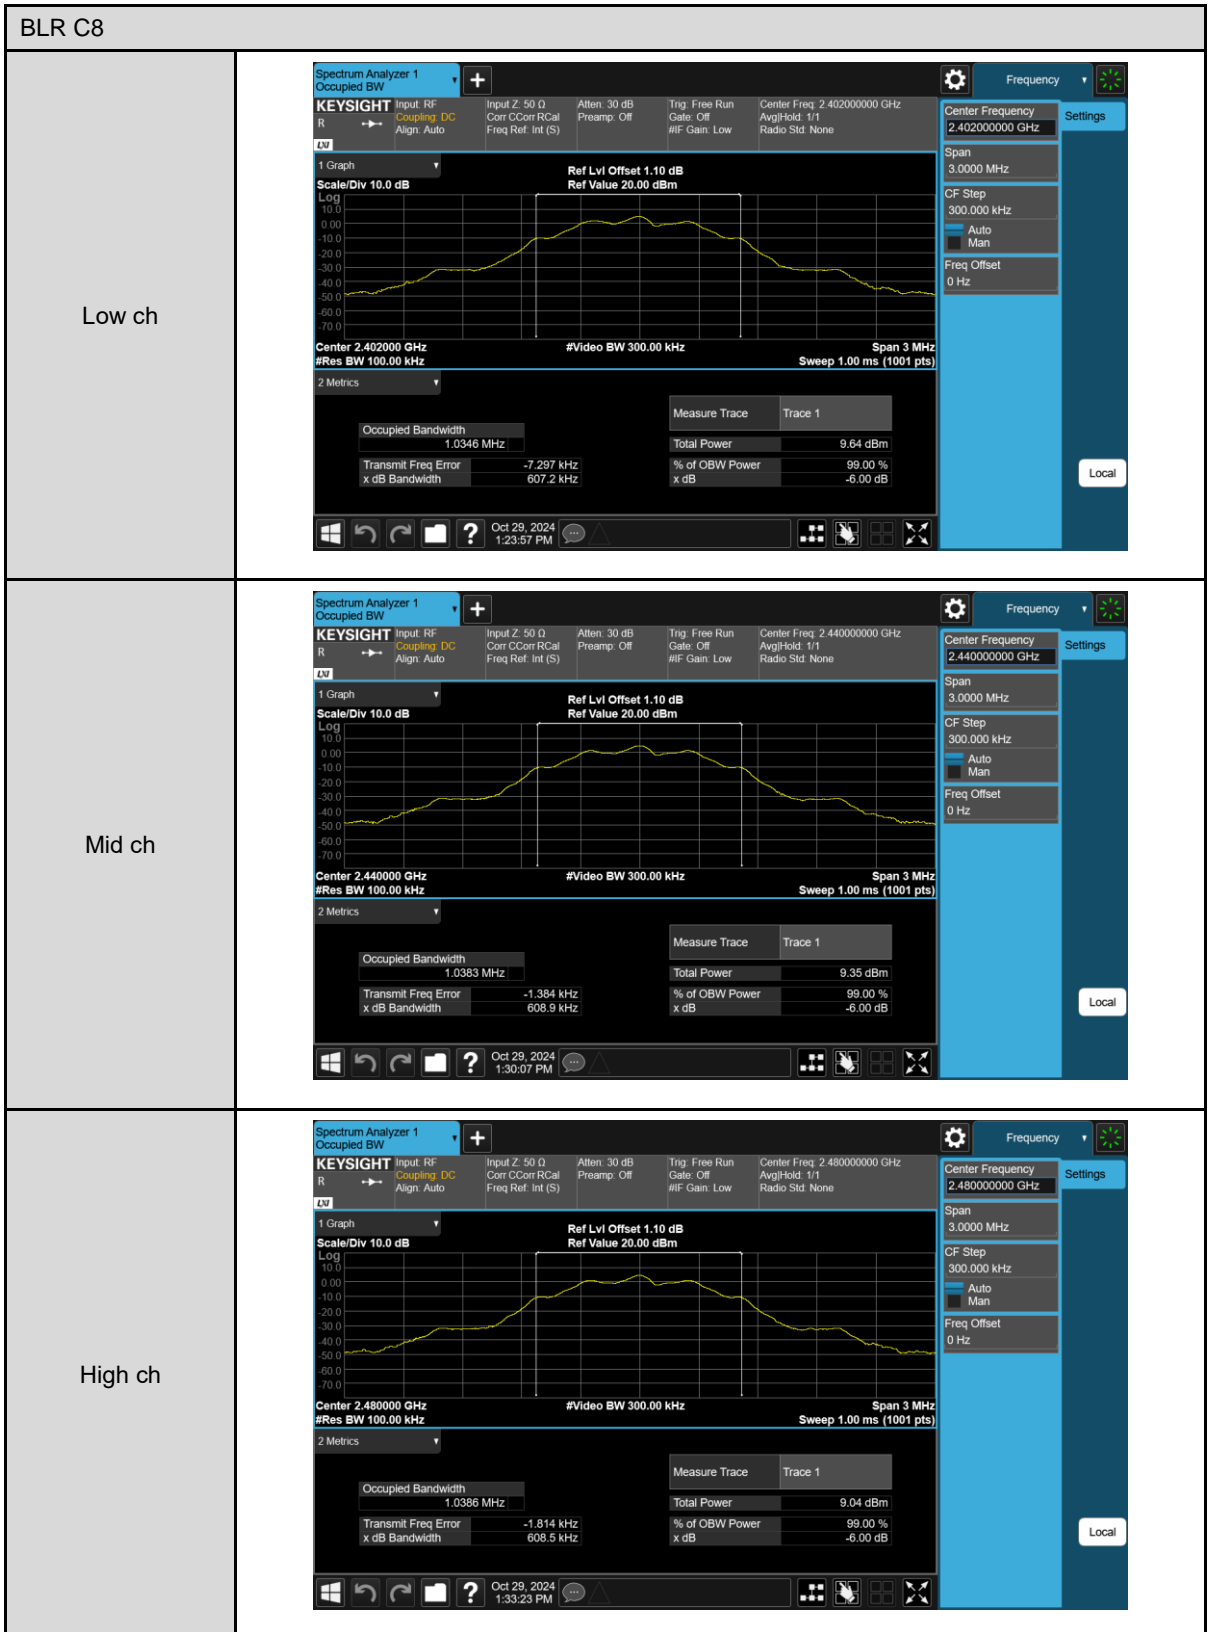 BLR C8
Low ch
Spectrum Analyzer 1
Occupied BW
Frequency
KEYSIGHT
R
LXI
Input: RF
Coupling: DC
Align: Auto
Input Z: 50 Ω
Corr CCorr RCal
Freq Ref: Int (S)
Atten: 30 dB
Preamp: Off
Trig: Free Run
Gate: Off
#IF Gain: Low
Center Freq: 2.402000000 GHz
Avg|Hold: 1/1
Radio Std: None
Center Frequency
2.402000000 GHz
Settings
Span
3.0000 MHz
CF Step
300.000 kHz
Auto
Man
Freq Offset
0 Hz
Local
1 Graph
Scale/Div 10.0 dB
Ref Lvl Offset 1.10 dB
Ref Value 20.00 dBm
Log
10.0
0.00
-10.0
-20.0
-30.0
-40.0
-50.0
-60.0
-70.0
Center 2.402000 GHz
#Video BW 300.00 kHz
Span 3 MHz
#Res BW 100.00 kHz
Sweep 1.00 ms (1001 pts)
2 Metrics
Measure Trace Trace 1
Occupied Bandwidth
1.0346 MHz
Total Power 9.64 dBm
Transmit Freq Error -7.297 kHz
% of OBW Power 99.00 %
x dB Bandwidth 607.2 kHz
x dB -6.00 dB
?
Oct 29, 2024
1:23:57 PM
Mid ch
Spectrum Analyzer 1
Occupied BW
Frequency
KEYSIGHT
R
LXI
Input: RF
Coupling: DC
Align: Auto
Input Z: 50 Ω
Corr CCorr RCal
Freq Ref: Int (S)
Atten: 30 dB
Preamp: Off
Trig: Free Run
Gate: Off
#IF Gain: Low
Center Freq: 2.440000000 GHz
Avg|Hold: 1/1
Radio Std: None
Center Frequency
2.440000000 GHz
Settings
Span
3.0000 MHz
CF Step
300.000 kHz
Auto
Man
Freq Offset
0 Hz
Local
1 Graph
Scale/Div 10.0 dB
Ref Lvl Offset 1.10 dB
Ref Value 20.00 dBm
Log
10.0
0.00
-10.0
-20.0
-30.0
-40.0
-50.0
-60.0
-70.0
Center 2.440000 GHz
#Video BW 300.00 kHz
Span 3 MHz
#Res BW 100.00 kHz
Sweep 1.00 ms (1001 pts)
2 Metrics
Measure Trace Trace 1
Occupied Bandwidth
1.0383 MHz
Total Power 9.35 dBm
Transmit Freq Error -1.384 kHz
% of OBW Power 99.00 %
x dB Bandwidth 608.9 kHz
x dB -6.00 dB
?
Oct 29, 2024
1:30:07 PM
High ch
Spectrum Analyzer 1
Occupied BW
Frequency
KEYSIGHT
R
LXI
Input: RF
Coupling: DC
Align: Auto
Input Z: 50 Ω
Corr CCorr RCal
Freq Ref: Int (S)
Atten: 30 dB
Preamp: Off
Trig: Free Run
Gate: Off
#IF Gain: Low
Center Freq: 2.480000000 GHz
Avg|Hold: 1/1
Radio Std: None
Center Frequency
2.480000000 GHz
Settings
Span
3.0000 MHz
CF Step
300.000 kHz
Auto
Man
Freq Offset
0 Hz
Local
1 Graph
Scale/Div 10.0 dB
Ref Lvl Offset 1.10 dB
Ref Value 20.00 dBm
Log
10.0
0.00
-10.0
-20.0
-30.0
-40.0
-50.0
-60.0
-70.0
Center 2.480000 GHz
#Video BW 300.00 kHz
Span 3 MHz
#Res BW 100.00 kHz
Sweep 1.00 ms (1001 pts)
2 Metrics
Measure Trace Trace 1
Occupied Bandwidth
1.0386 MHz
Total Power 9.04 dBm
Transmit Freq Error -1.814 kHz
% of OBW Power 99.00 %
x dB Bandwidth 608.5 kHz
x dB -6.00 dB
?
Oct 29, 2024
1:33:23 PM